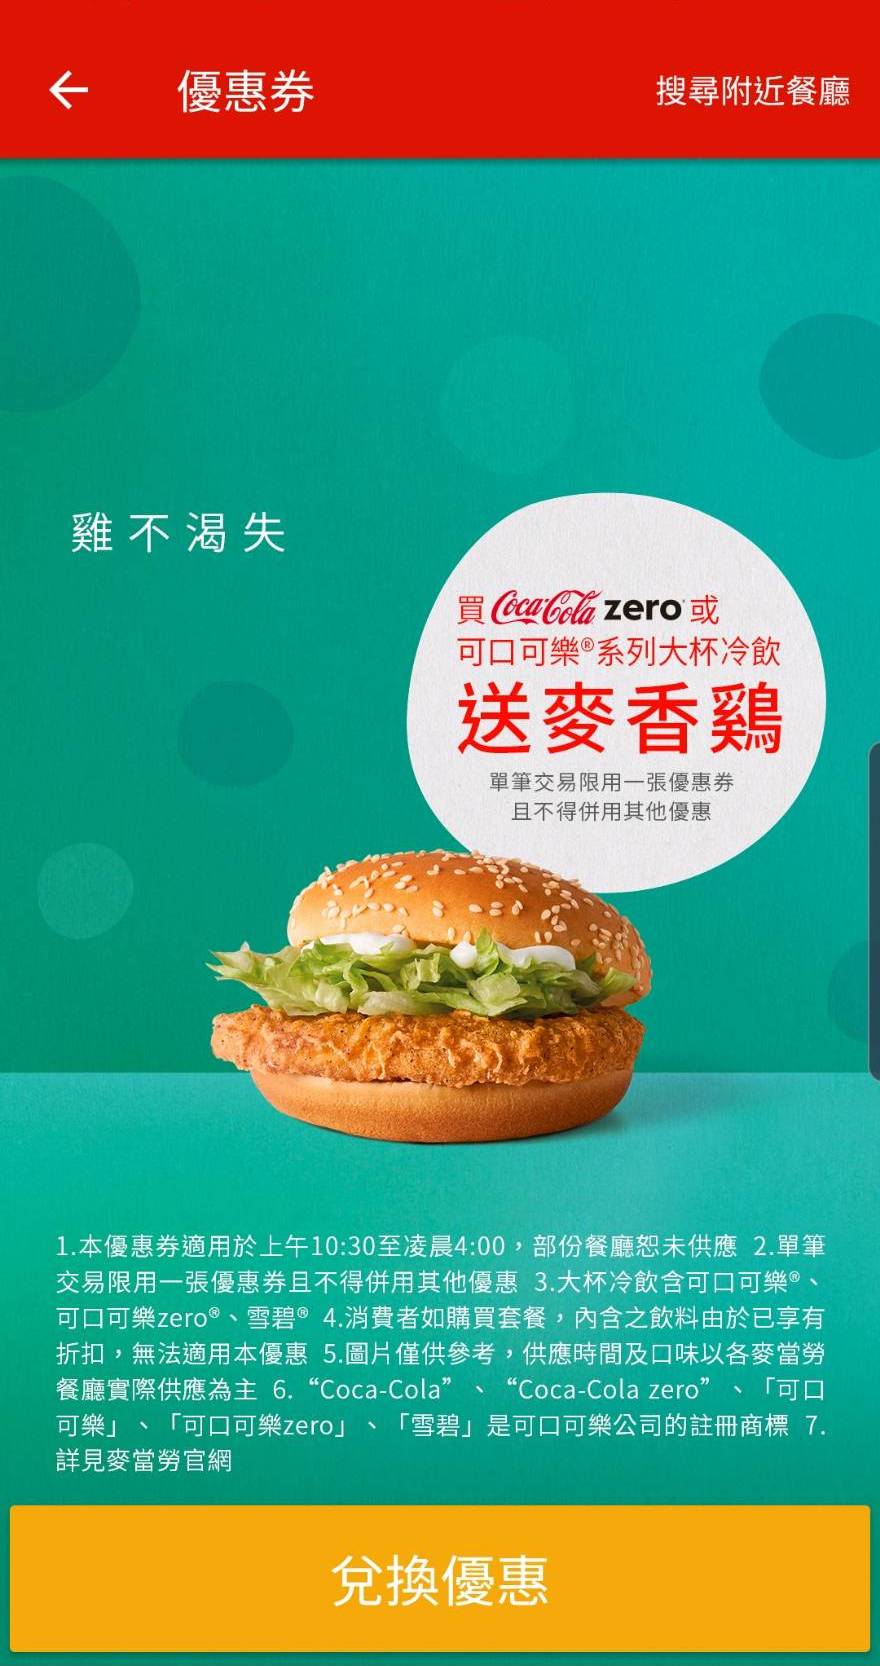 優惠券
搜尋附近餐廳
雞不渴失
買 Coca-Cola zero 或
可口可樂®系列大杯冷飲
送麥香鷄
單筆交易限用一張優惠券
且不得併用其他優惠
1.本優惠券適用於上午10:30至凌晨4:00，部份餐廳恕未供應 2.單筆
交易限用一張優惠券且不得併用其他優惠 3.大杯冷飲含可口可樂®、
可口可樂zero®、雪碧® 4.消費者如購買套餐，內含之飲料由於已享有
折扣，無法適用本優惠 5.圖片僅供參考，供應時間及口味以各麥當勞
餐廳實際供應為主 6.“Coca-Cola”、“Coca-Cola zero”、「可口
可樂」、「可口可樂zero」、「雪碧」是可口可樂公司的註冊商標 7.
詳見麥當勞官網
兌換優惠